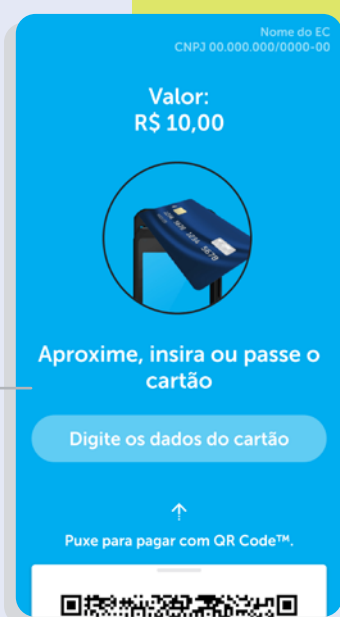 Nome do EC
CNPJ 00.000.000/0000-00
Valor:
R$ 10,00
Aproxime, insira ou passe o
cartão
Digite os dados do cartão
Puxe para pagar com QR Code™.